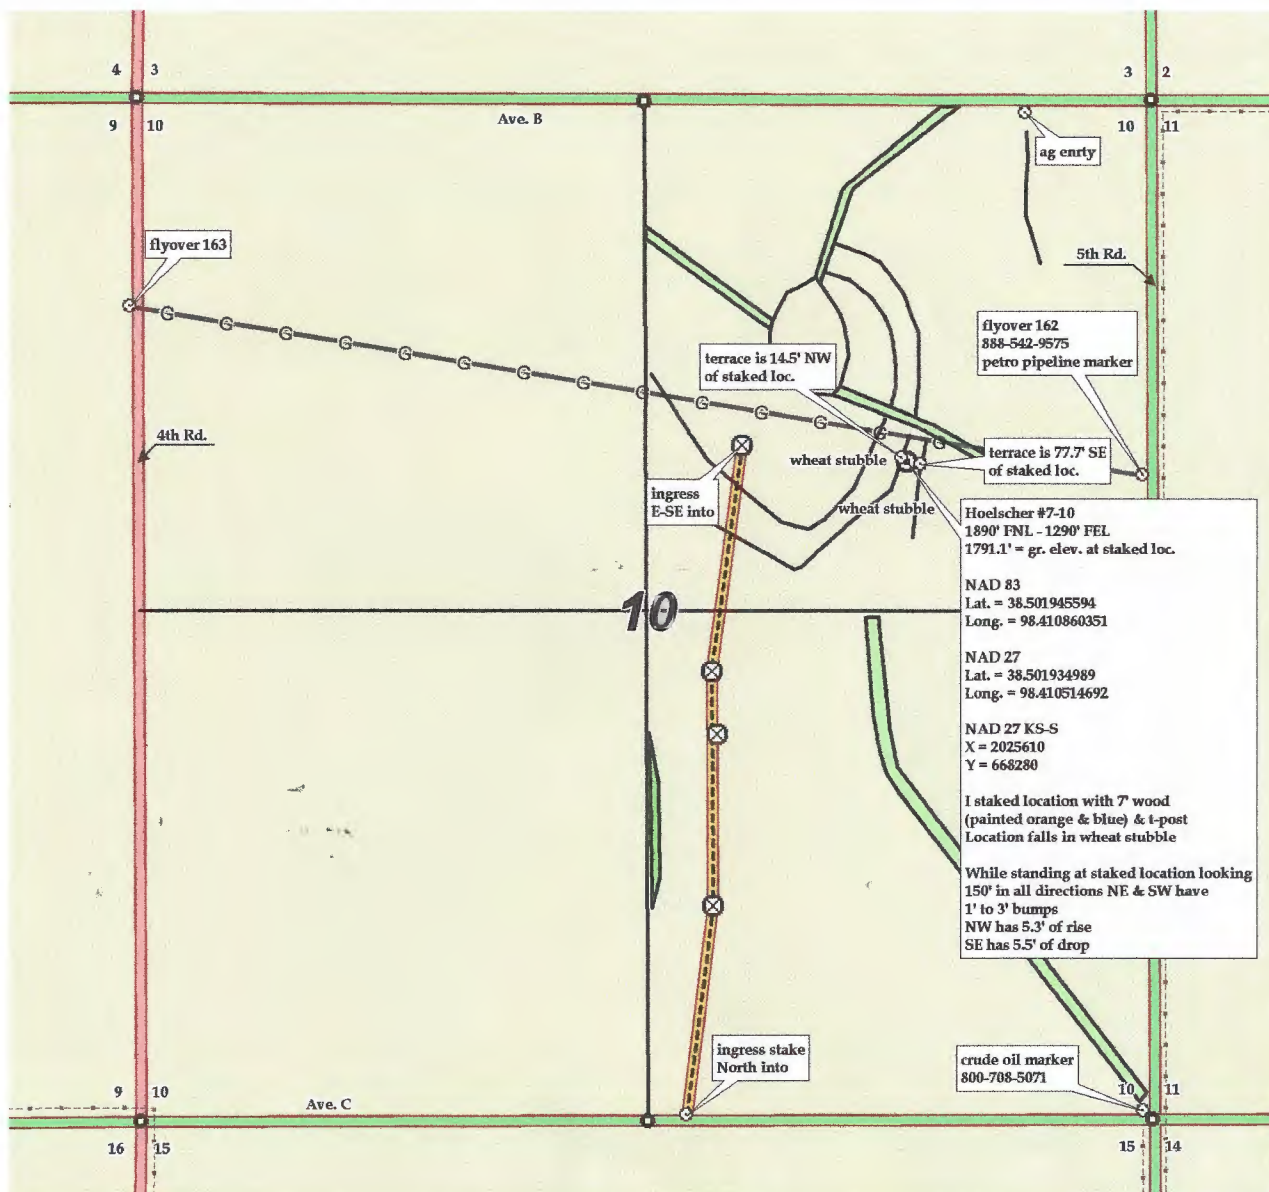 4 3
3 2
9 10
10 11
Ave. B
ag enrty
flyover 163
5th Rd.
flyover 162
888-542-9575
petro pipeline marker
terrace is 14.5' NW
of staked loc.
G G G G G G G G G G G G G G
4th Rd.
wheat stubble
terrace is 77.7' SE
of staked loc.
ingress
E-SE into
wheat stubble
Hoelscher #7-10
1890' FNL - 1290' FEL
1791.1' = gr. elev. at staked loc.
NAD 83
Lat. = 38.501945594
Long. = 98.410860351
10
NAD 27
Lat. = 38.501934989
Long. = 98.410514692
NAD 27 KS-S
X = 2025610
Y = 668280
I staked location with 7' wood
(painted orange & blue) & t-post
Location falls in wheat stubble
While standing at staked location looking
150' in all directions NE & SW have
1' to 3' bumps
NW has 5.3' of rise
SE has 5.5' of drop
ingress stake
North into
crude oil marker
800-708-5071
9 10
10 11
Ave. C
16 15
15 14